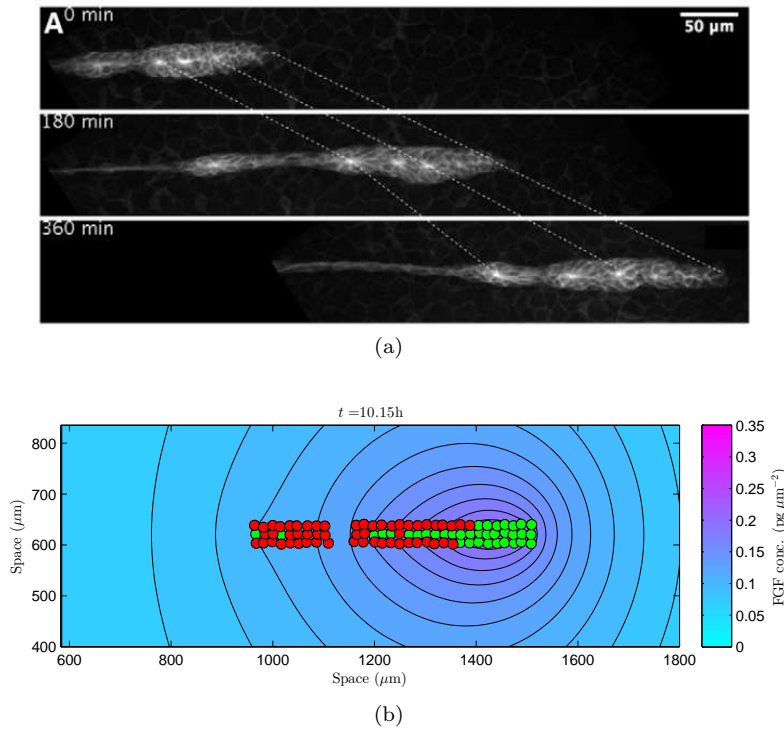 A 0 min
50 μm
180 min
360 min
(a)
t =10.15h
Space (μm)
800
700
600
500
400
600
800
1000
1200
1400
1600
1800
Space (μm)
0.35
0.3
0.25
0.2
0.15
0.1
0.05
0
FGF conc. (pg μm⁻²)
(b)